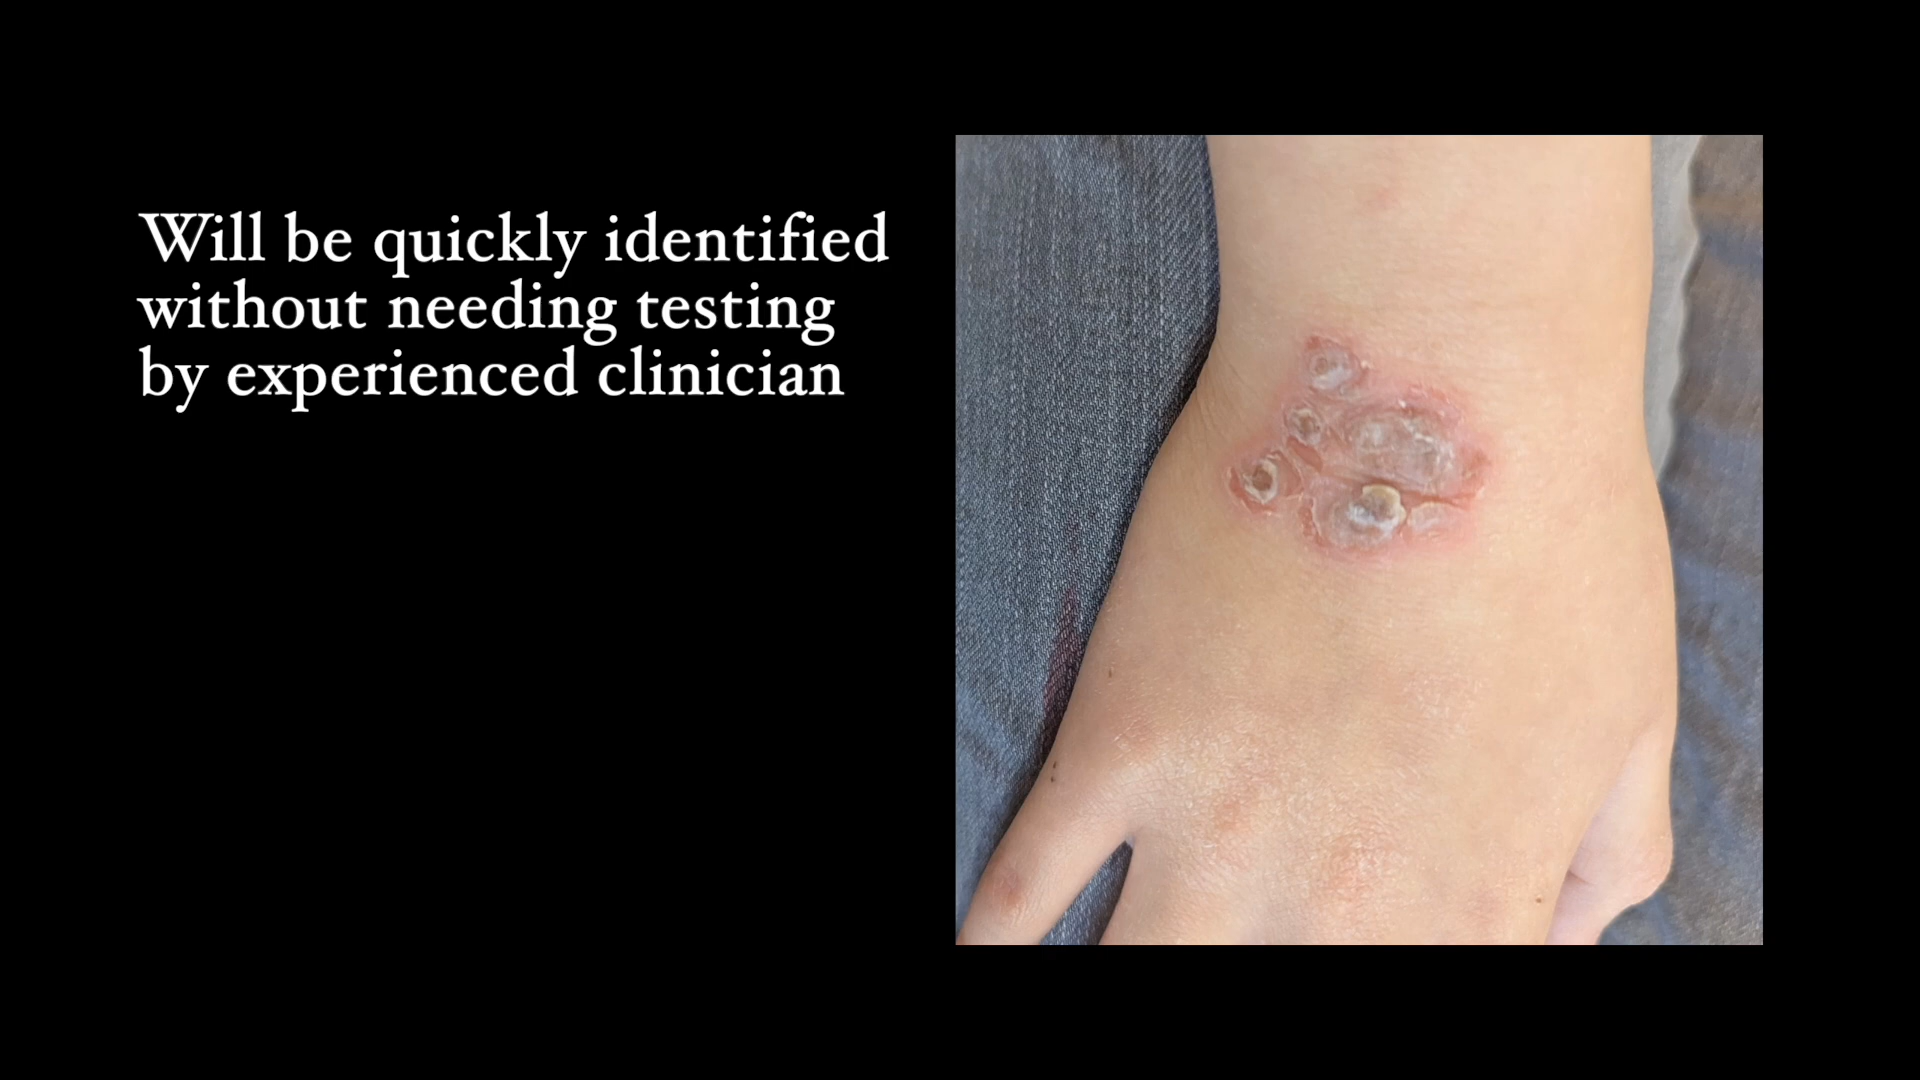 Will be quickly identified
without needing testing
by experienced clinician